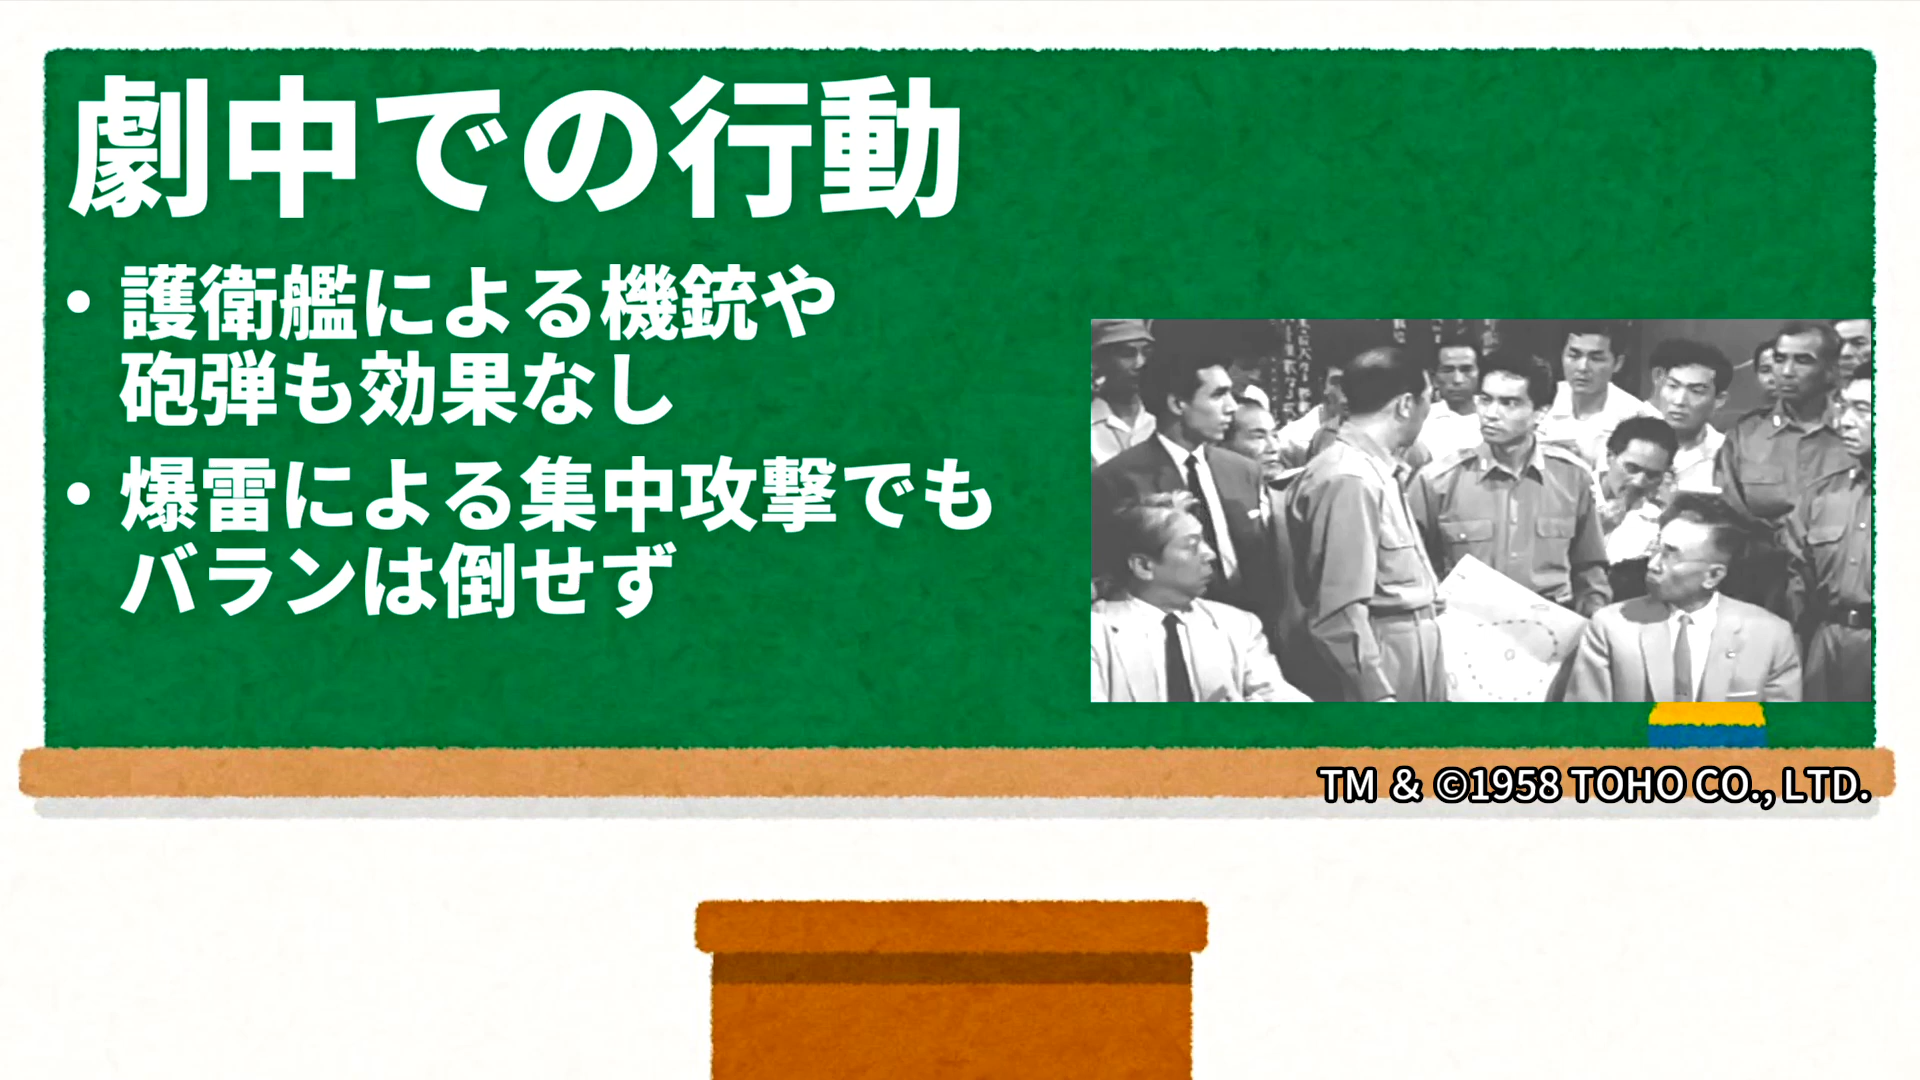 劇中での行動
・護衛艦による機銃や
砲弾も効果なし
・爆雷による集中攻撃でも
バランは倒せず
TM & ©1958 TOHO CO., LTD.